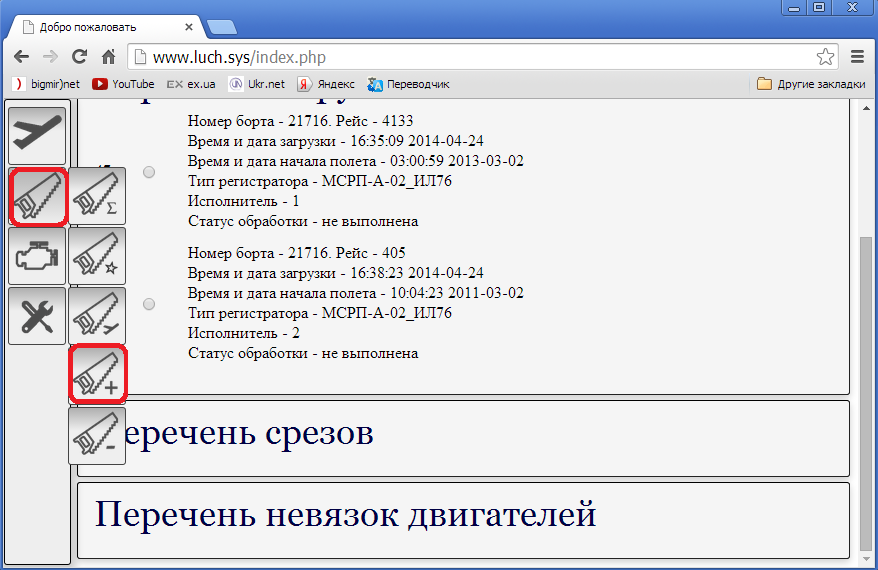 Добро пожаловать
www.luch.sys/index.php
bigmir)net
YouTube
EX ex.ua
Ukr.net
Яндекс
Переводчик
Другие закладки
Номер борта - 21716. Рейс - 4133
Время и дата загрузки - 16:35:09 2014-04-24
Время и дата начала полета - 03:00:59 2013-03-02
Тип регистратора - МСРП-А-02_ИЛ76
Исполнитель - 1
Статус обработки - не выполнена
Номер борта - 21716. Рейс - 405
Время и дата загрузки - 16:38:23 2014-04-24
Время и дата начала полета - 10:04:23 2011-03-02
Тип регистратора - МСРП-А-02_ИЛ76
Исполнитель - 2
Статус обработки - не выполнена
еречень срезов
Перечень невязок двигателей